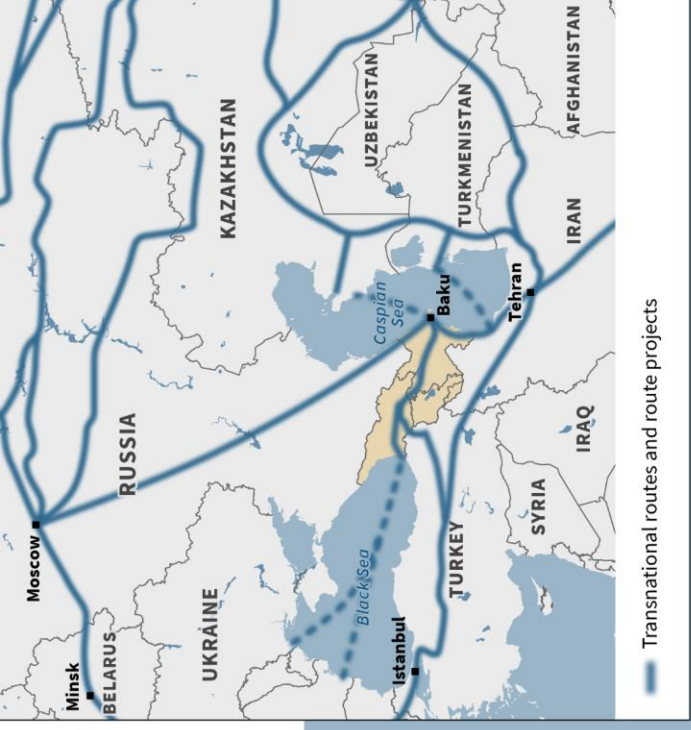 Minsk
BELARUS
Moscow
RUSSIA
UKRAINE
KAZAKHSTAN
UZBEKISTAN
TURKMENISTAN
AFGHANISTAN
Caspian
Sea
Baku
Tehran
IRAN
Black Sea
Istanbul
TURKEY
SYRIA
IRAQ
Transnational routes and route projects